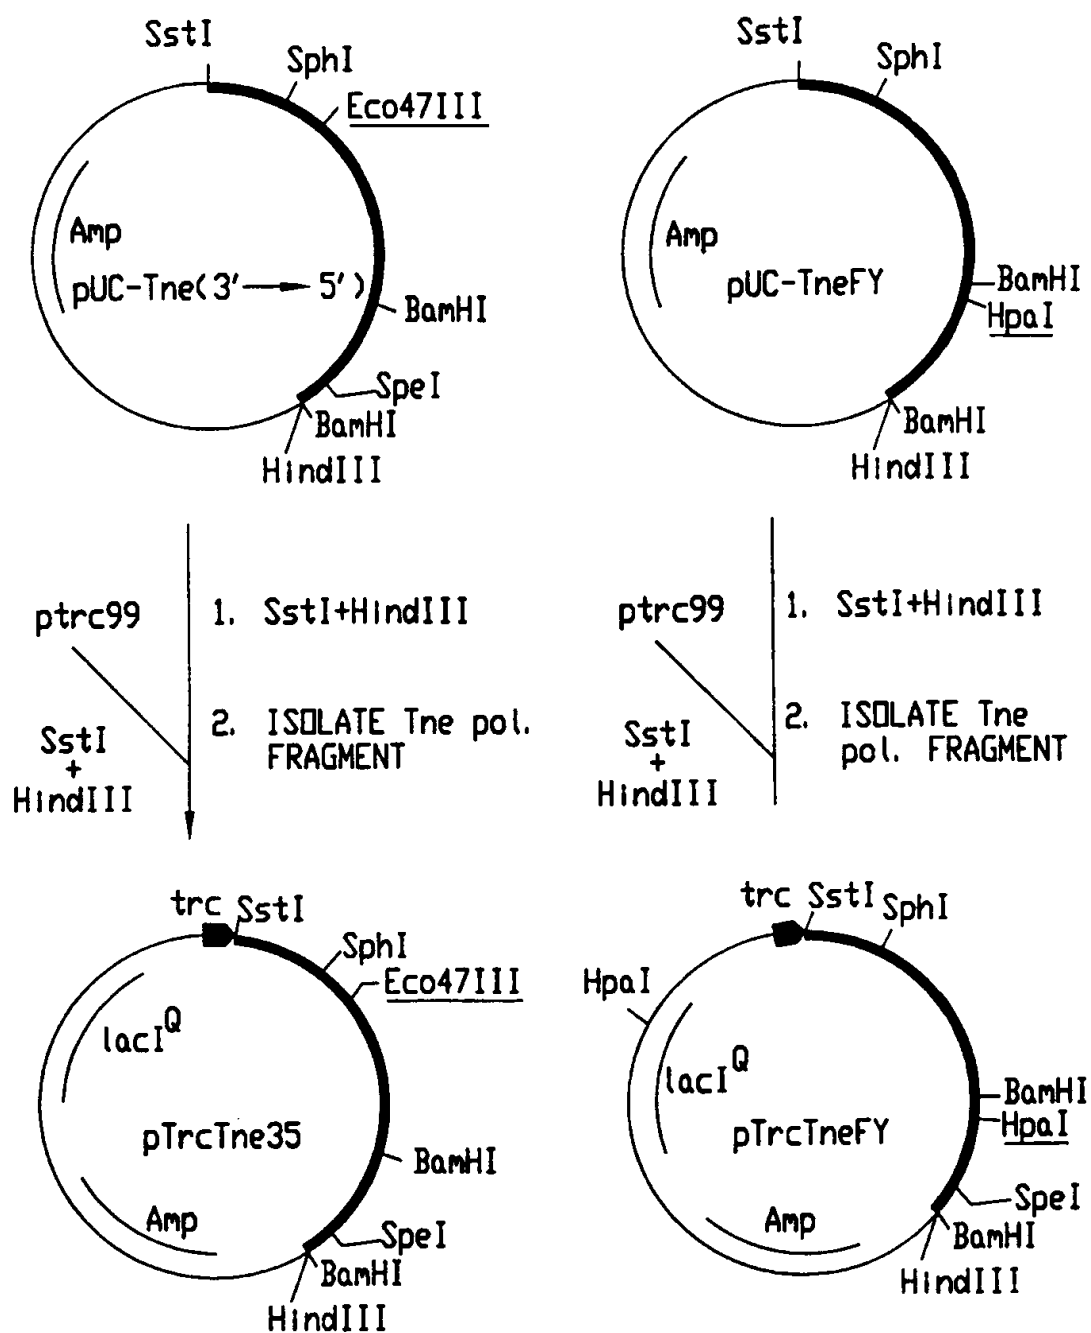 SstI
SphI
Eco47III
Amp
pUC-Tne(3' → 5')
BamHI
SpeI
BamHI
HindIII
SstI
SphI
Amp
pUC-TneFY
BamHI
HpaI
BamHI
HindIII
ptrc99
SstI
+
HindIII
1. SstI+HindIII
2. ISOLATE Tne pol.
FRAGMENT
ptrc99
SstI
+
HindIII
1. SstI+HindIII
2. ISOLATE Tne
pol. FRAGMENT
trc
SstI
SphI
Eco47III
lacI^Q
pTrcTne35
BamHI
Amp
SpeI
BamHI
HindIII
trc
SstI
SphI
HpaI
lacI^Q
BamHI
HpaI
pTrcTneFY
SpeI
Amp
BamHI
HindIII